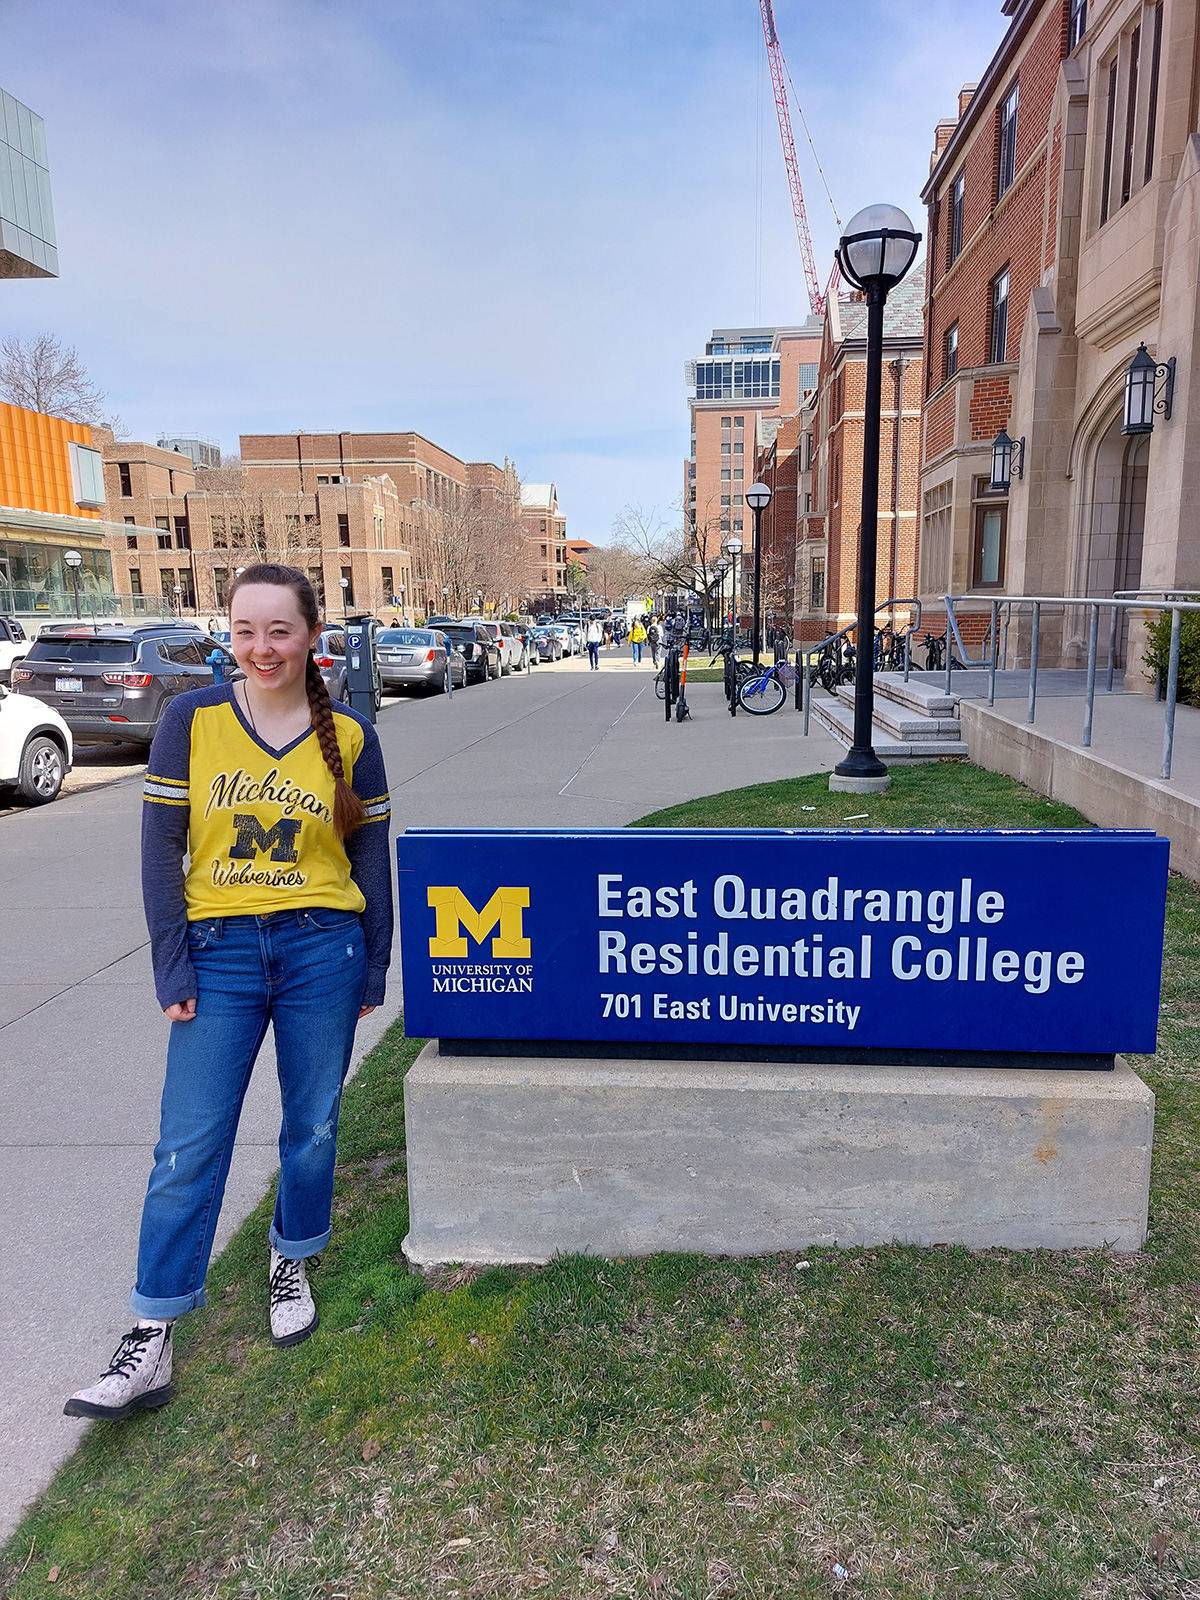 Michigan
M
Wolverines
M
UNIVERSITY OF
MICHIGAN
East Quadrangle
Residential College
701 East University
P